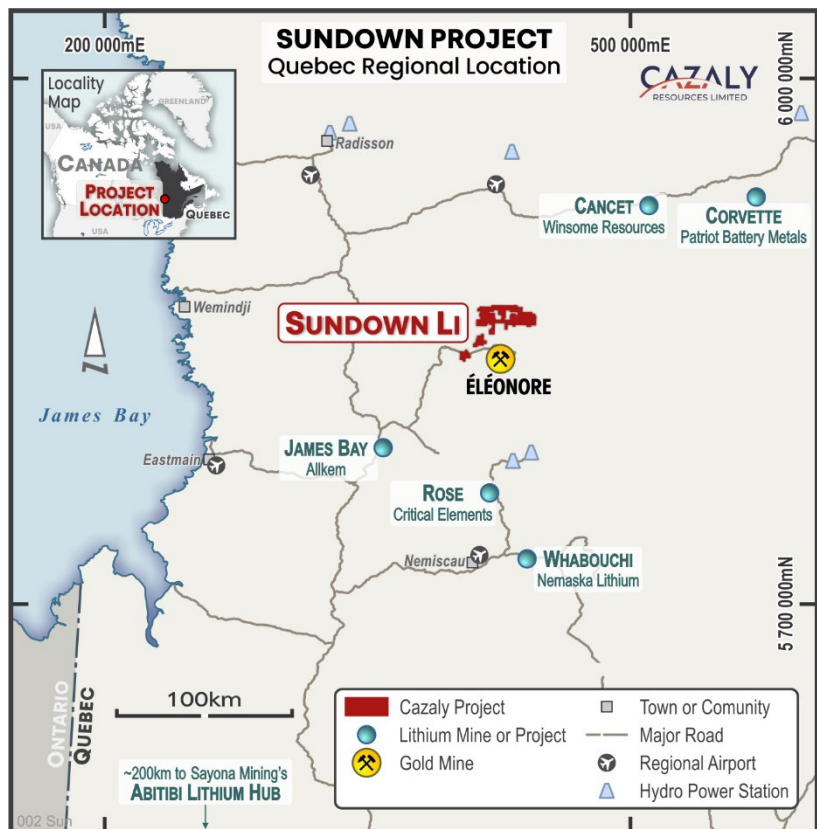 200 000mE
SUNDOWN PROJECT
Quebec Regional Location
500 000mE
CAZALY
RESOURCES LIMITED
6 000 000mN
Locality
Map
GREENLAND
USA
CANADA
PROJECT
LOCATION
QUEBEC
USA
Radisson
CANCET
Winsome Resources
CORVETTE
Patriot Battery Metals
Wemindji
SUNDOWN LI
ÉLÉONORE
N
James Bay
JAMES BAY
Allkem
Eastmain
ROSE
Critical Elements
Nemiscau
WHABOUCHI
Nemaska Lithium
5 700 000mN
ONTARIO
QUEBEC
100km
~200km to Sayona Mining's
ABITIBI LITHIUM HUB
Cazaly Project
Lithium Mine or Project
Gold Mine
Town or Comunity
Major Road
Regional Airport
Hydro Power Station
002 Sun